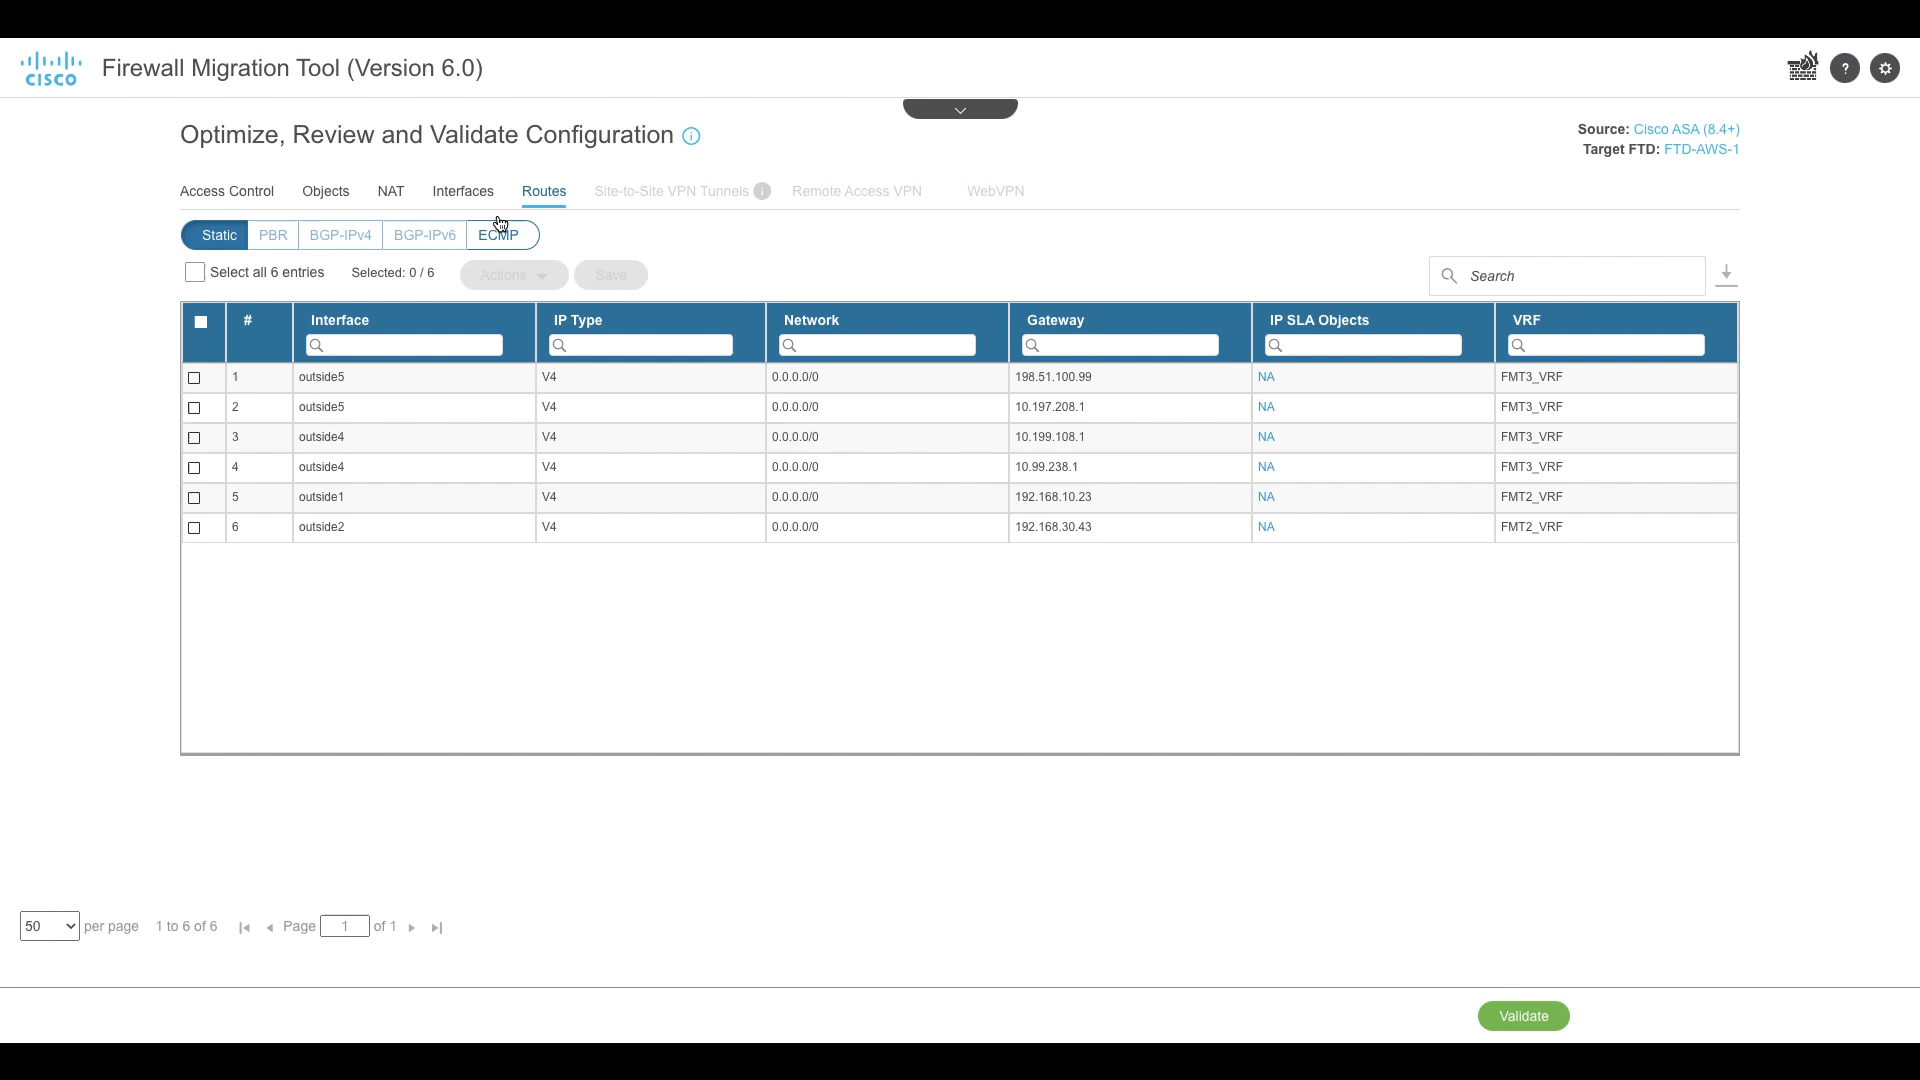 CISCO
Firewall Migration Tool (Version 6.0)
?
Optimize, Review and Validate Configuration i
Source: Cisco ASA (8.4+)
Target FTD: FTD-AWS-1
Access Control Objects NAT Interfaces Routes Site-to-Site VPN Tunnels i Remote Access VPN WebVPN
Static PBR BGP-IPv4 BGP-IPv6 ECMP
Select all 6 entries Selected: 0 / 6 Actions Save Search
# Interface IP Type Network Gateway IP SLA Objects VRF
1 outside5 V4 0.0.0.0/0 198.51.100.99 NA FMT3_VRF
2 outside5 V4 0.0.0.0/0 10.197.208.1 NA FMT3_VRF
3 outside4 V4 0.0.0.0/0 10.199.108.1 NA FMT3_VRF
4 outside4 V4 0.0.0.0/0 10.99.238.1 NA FMT3_VRF
5 outside1 V4 0.0.0.0/0 192.168.10.23 NA FMT2_VRF
6 outside2 V4 0.0.0.0/0 192.168.30.43 NA FMT2_VRF
50 per page 1 to 6 of 6 Page 1 of 1
Validate